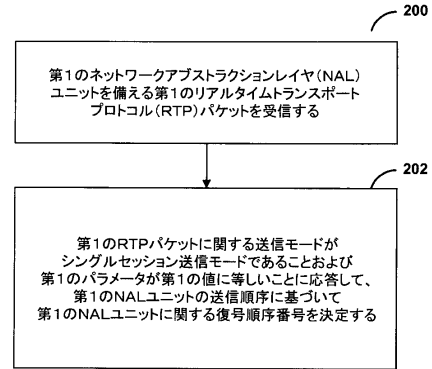 200
第1のネットワークアブストラクションレイヤ(NAL)
ユニットを備える第1のリアルタイムトランスポート
プロトコル(RTP)パケットを受信する
202
第1のRTPパケットに関する送信モードが
シングルセッション送信モードであることおよび
第1のパラメータが第1の値に等しいことに応答して、
第1のNALユニットの送信順序に基づいて
第1のNALユニットに関する復号順序番号を決定する